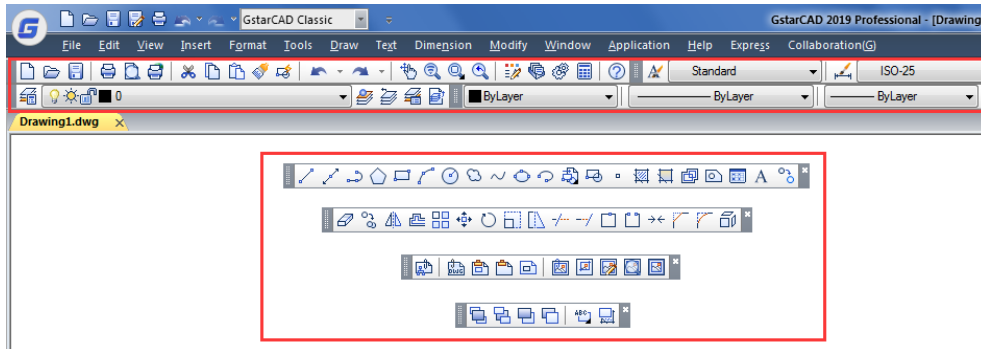 GstarCAD Classic
GstarCAD 2019 Professional - [Drawing
File Edit View Insert Format Tools Draw Text Dimension Modify Window Application Help Express Collaboration(G)
Standard ISO-25
0 ByLayer ByLayer ByLayer
Drawing1.dwg
A
ABC